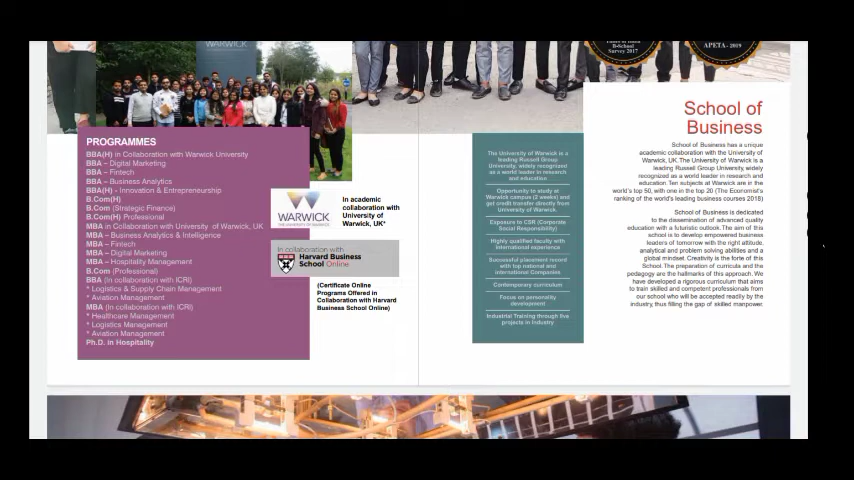 WARWICK
Survey 2017
APETA - 2019
PROGRAMMES
BBA(H) in Collaboration with Warwick University
BBA – Digital Marketing
BBA – Fintech
BBA – Business Analytics
BBA(H) - Innovation & Entrepreneurship
B.Com(H)
B.Com (Strategic Finance)
B.Com(H) Professional
MBA in Collaboration with University of Warwick, UK
MBA – Business Analytics & Intelligence
MBA – Fintech
MBA – Digital Marketing
MBA – Hospitality Management
B.Com (Professional)
BBA (In collaboration with ICRI)
* Logistics & Supply Chain Management
* Aviation Management
MBA (In collaboration with ICRI)
* Healthcare Management
* Logistics Management
* Aviation Management
Ph.D. in Hospitality
WARWICK
THE UNIVERSITY OF WARWICK
In academic
collaboration with
University of
Warwick, UK*
In collaboration with
Harvard Business
School Online
(Certificate Online
Programs Offered in
Collaboration with Harvard
Business School Online)
The University of Warwick is a
leading Russell Group
University, widely recognized
as a world leader in research
and education
Opportunity to study at
Warwick campus (2 weeks) and
get credit transfer directly from
University of Warwick.
Exposure to CSR (Corporate
Social Responsibility)
Highly qualified faculty with
international experience
Successful placement record
with top national and
international Companies
Contemporary curriculum
Focus on personality
development
Industrial Training through live
projects in Industry
School of
Business
School of Business has a unique
academic collaboration with the University of
Warwick, UK.The University of Warwick is a
leading Russell Group University, widely
recognized as a world leader in research and
education. Ten subjects at Warwick are in the
world's top 50, with one in the top 20 (The Economist's
ranking of the world's leading business courses 2018)
School of Business is dedicated
to the dissemination of advanced quality
education with a futuristic outlook.The aim of this
school is to develop empowered business
leaders of tomorrow with the right attitude,
analytical and problem solving abilities and a
global mindset. Creativity is the forte of this
School. The preparation of curricula and the
pedagogy are the hallmarks of this approach. We
have developed a rigorous curriculum that aims
to train skilled and competent professionals from
our school who will be accepted readily by the
industry, thus filling the gap of skilled manpower.